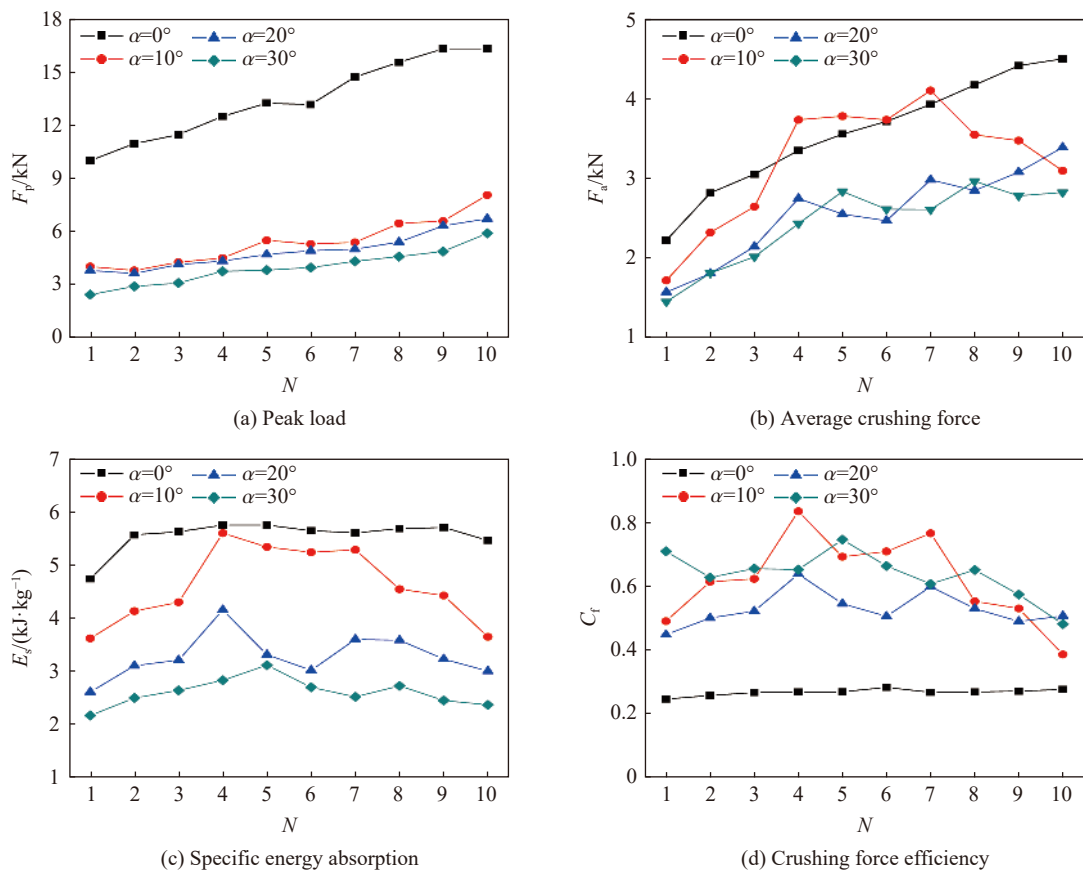 18
15
12
9
6
3
0
F_p/kN
α=0° α=20°
α=10° α=30°
1 2 3 4 5 6 7 8 9 10
N
(a) Peak load
5
4
3
2
1
F_a/kN
α=0° α=20°
α=10° α=30°
1 2 3 4 5 6 7 8 9 10
N
(b) Average crushing force
7
6
5
4
3
2
1
E_s/(kJ·kg⁻¹)
α=0° α=20°
α=10° α=30°
1 2 3 4 5 6 7 8 9 10
N
(c) Specific energy absorption
1.0
0.8
0.6
0.4
0.2
0
C_f
α=0° α=20°
α=10° α=30°
1 2 3 4 5 6 7 8 9 10
N
(d) Crushing force efficiency